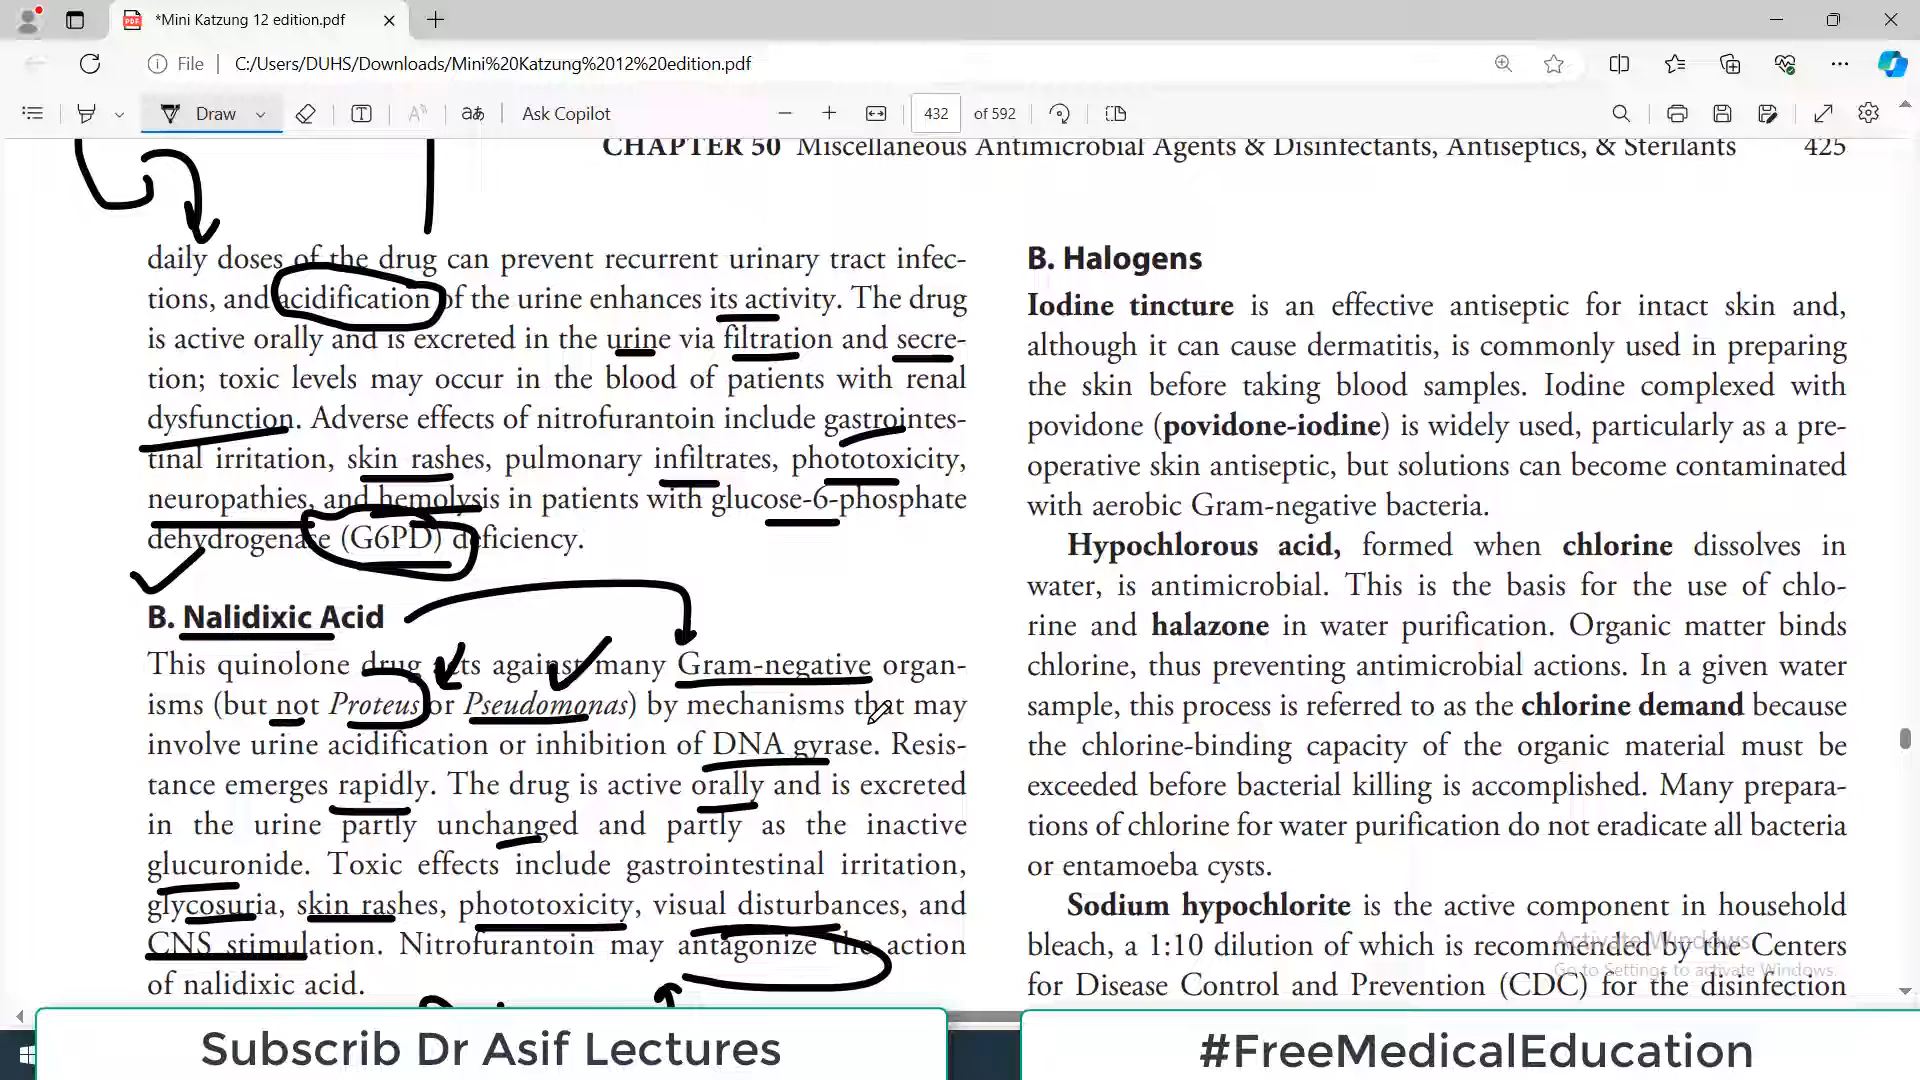 *Mini Katzung 12 edition.pdf
File
C:/Users/DUHS/Downloads/Mini%20Katzung%2012%20edition.pdf
Draw
Ask Copilot
432 of 592
CHAPTER 50 Miscellaneous Antimicrobial Agents & Disinfectants, Antiseptics, & Sterilants 425
daily doses of the drug can prevent recurrent urinary tract infec-
tions, and acidification of the urine enhances its activity. The drug
is active orally and is excreted in the urine via filtration and secre-
tion; toxic levels may occur in the blood of patients with renal
dysfunction. Adverse effects of nitrofurantoin include gastrointes-
tinal irritation, skin rashes, pulmonary infiltrates, phototoxicity,
neuropathies, and hemolysis in patients with glucose-6-phosphate
dehydrogenase (G6PD) deficiency.
B. Nalidixic Acid
This quinolone drug acts against many Gram-negative organ-
isms (but not Proteus or Pseudomonas) by mechanisms that may
involve urine acidification or inhibition of DNA gyrase. Resis-
tance emerges rapidly. The drug is active orally and is excreted
in the urine partly unchanged and partly as the inactive
glucuronide. Toxic effects include gastrointestinal irritation,
glycosuria, skin rashes, phototoxicity, visual disturbances, and
CNS stimulation. Nitrofurantoin may antagonize the action
of nalidixic acid.
B. Halogens
Iodine tincture is an effective antiseptic for intact skin and,
although it can cause dermatitis, is commonly used in preparing
the skin before taking blood samples. Iodine complexed with
povidone (povidone-iodine) is widely used, particularly as a pre-
operative skin antiseptic, but solutions can become contaminated
with aerobic Gram-negative bacteria.
Hypochlorous acid, formed when chlorine dissolves in
water, is antimicrobial. This is the basis for the use of chlo-
rine and halazone in water purification. Organic matter binds
chlorine, thus preventing antimicrobial actions. In a given water
sample, this process is referred to as the chlorine demand because
the chlorine-binding capacity of the organic material must be
exceeded before bacterial killing is accomplished. Many prepara-
tions of chlorine for water purification do not eradicate all bacteria
or entamoeba cysts.
Sodium hypochlorite is the active component in household
bleach, a 1:10 dilution of which is recommended by the Centers
for Disease Control and Prevention (CDC) for the disinfection
Activate Windows
Go to Settings to activate Windows.
Subscrib Dr Asif Lectures
#FreeMedicalEducation